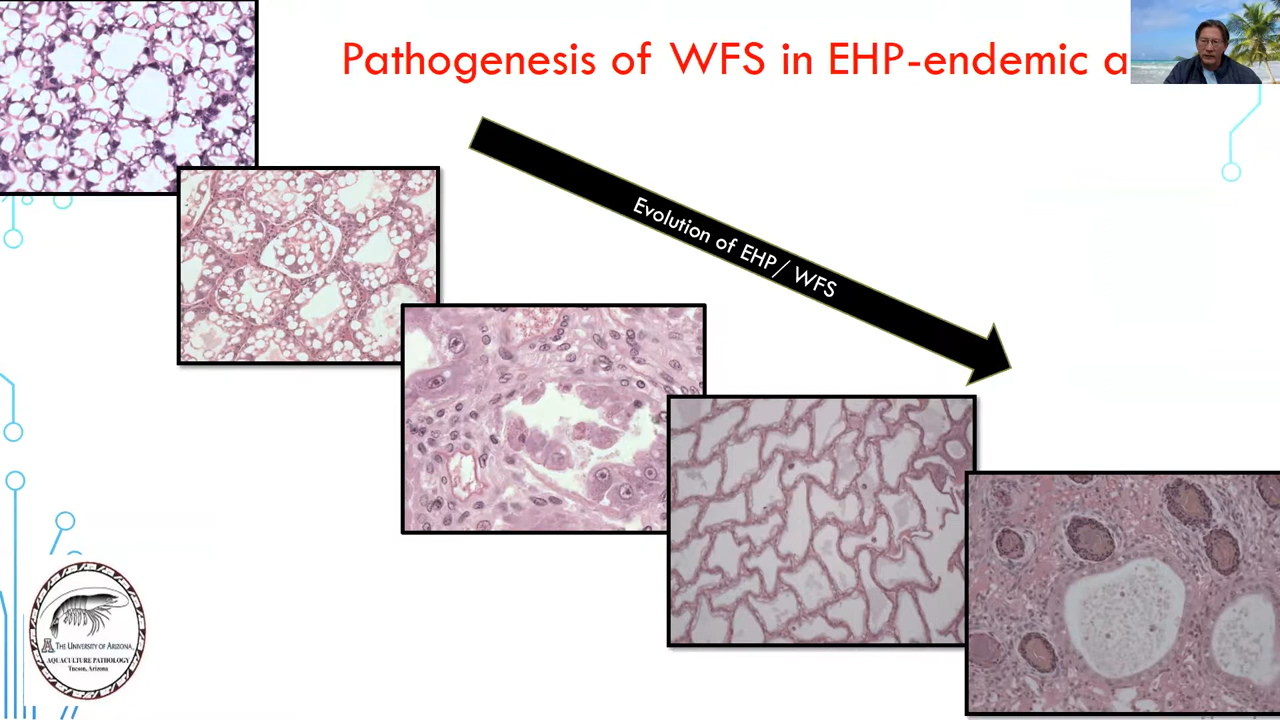 Pathogenesis of WFS in EHP-endemic a
Evolution of EHP/ WFS
THE UNIVERSITY OF ARIZONA.
AQUACULTURE PATHOLOGY
Tucson, Arizona